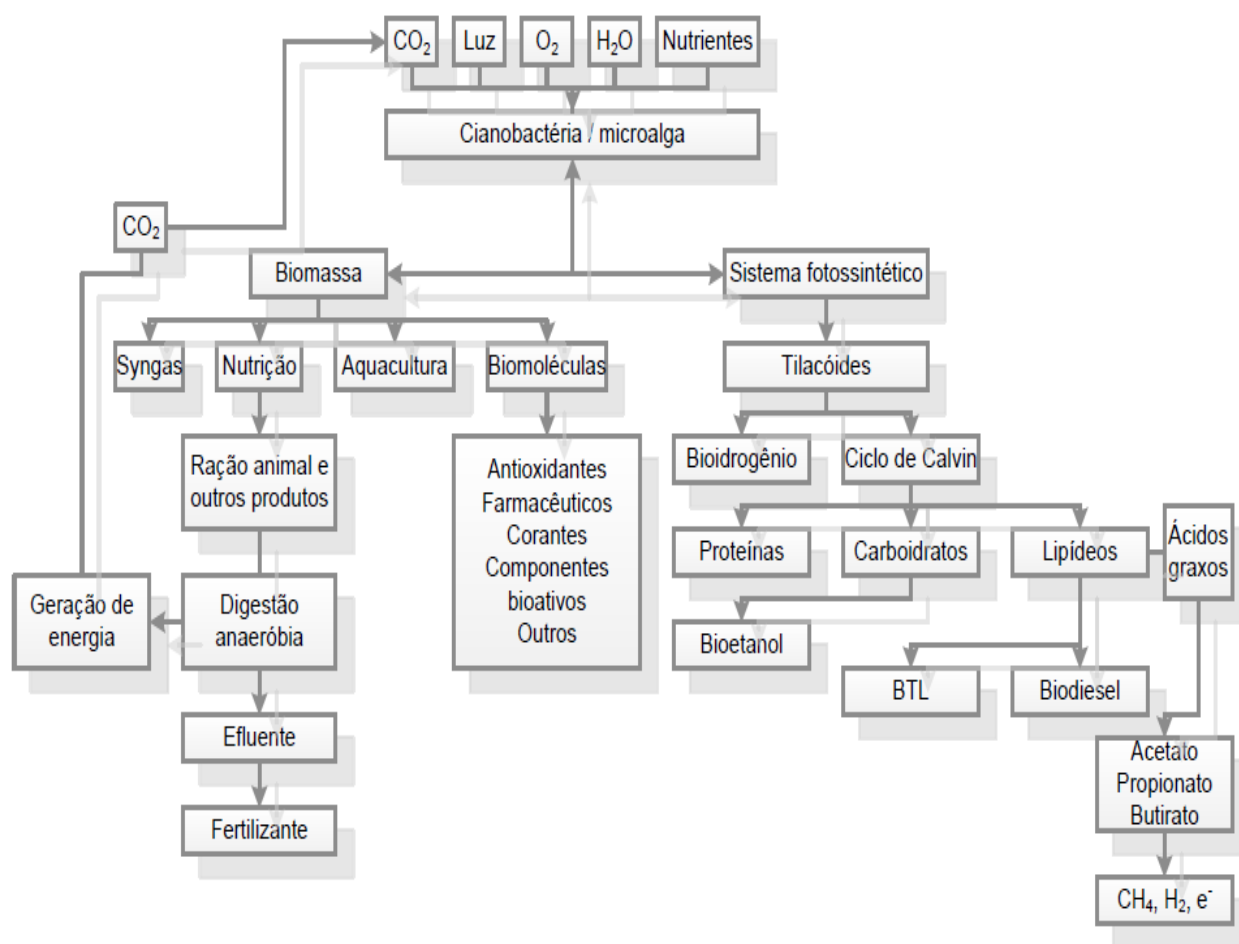 CO₂
Luz
O₂
H₂O
Nutrientes
Cianobactéria / microalga
CO₂
Biomassa
Sistema fotossintético
Syngas
Nutrição
Aquacultura
Biomoléculas
Tilacóides
Ração animal e
outros produtos
Antioxidantes
Farmacêuticos
Corantes
Componentes
bioativos
Outros
Bioidrogênio
Ciclo de Calvin
Proteínas
Carboidratos
Lipídeos
Ácidos
graxos
Geração de
energia
Digestão
anaeróbia
Bioetanol
BTL
Biodiesel
Efluente
Acetato
Propionato
Butirato
Fertilizante
CH₄, H₂, e⁻